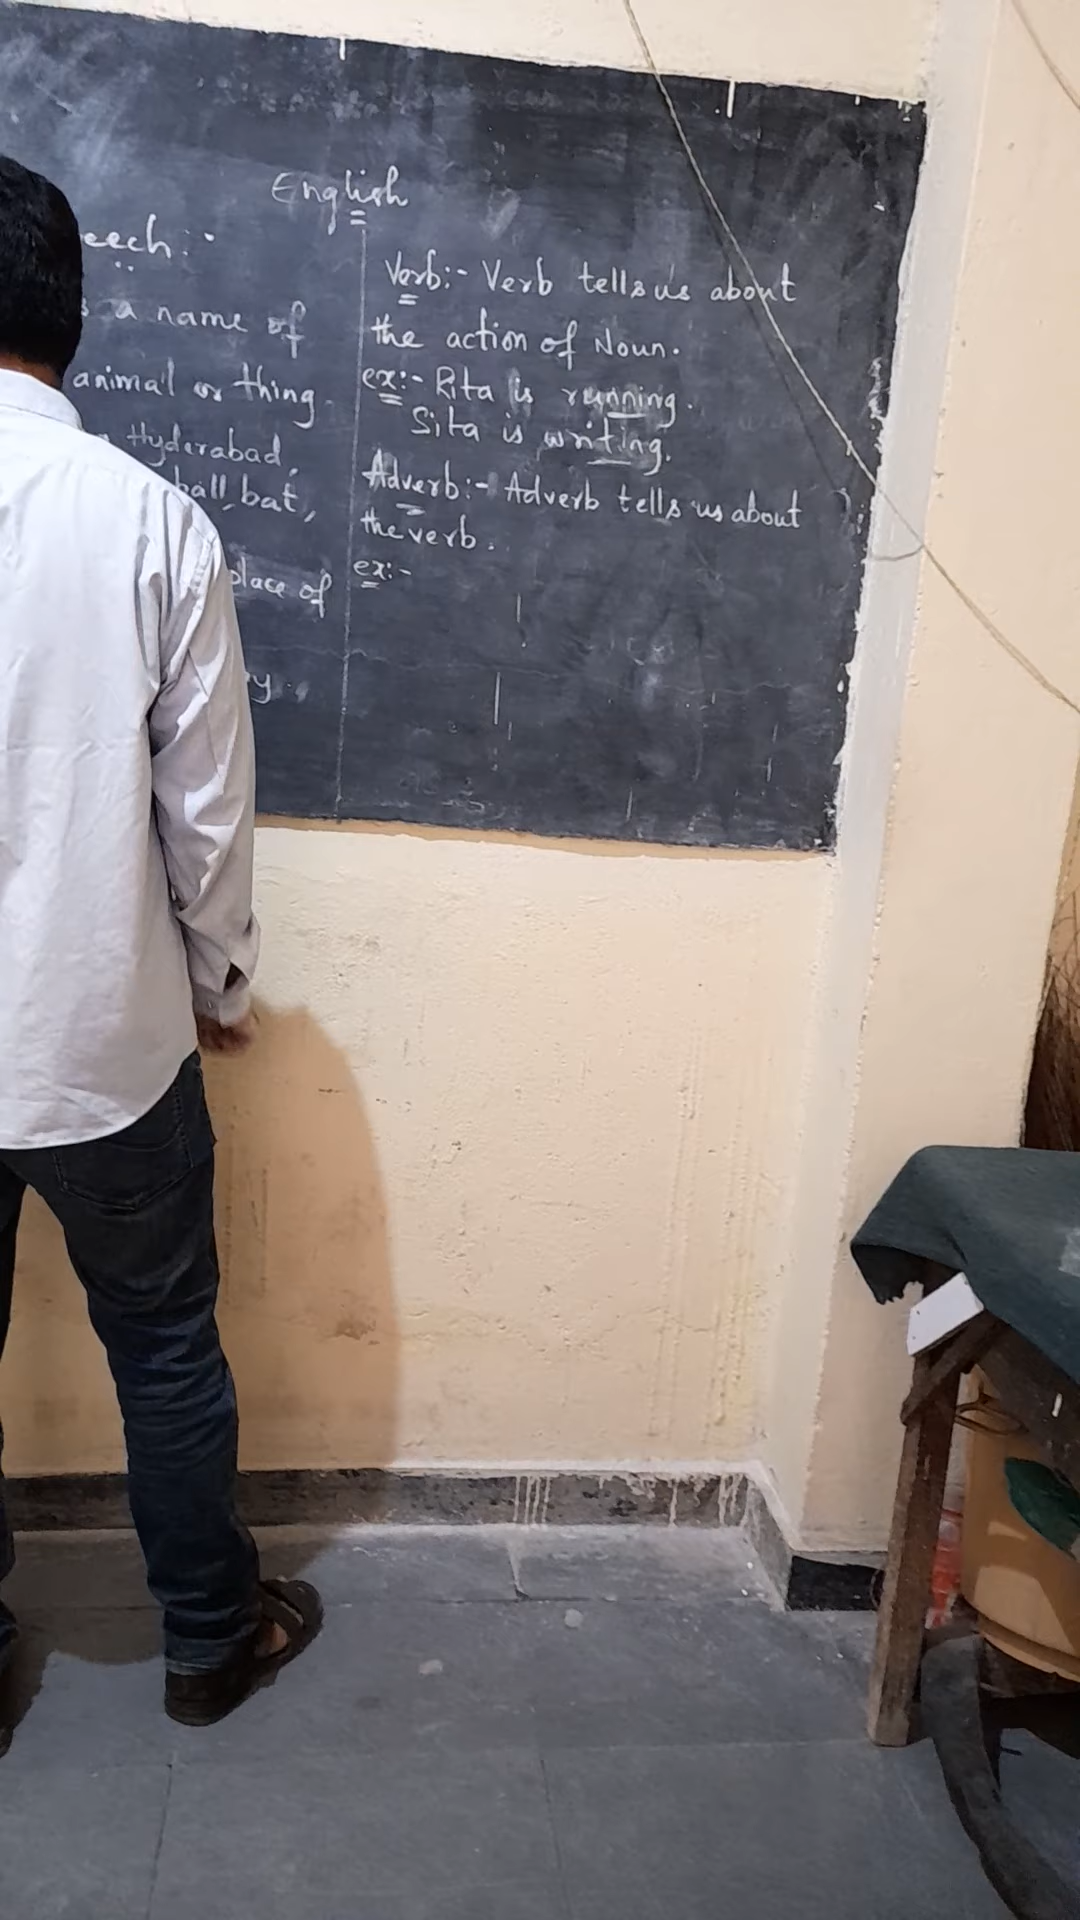 English
eech:-
a name of
animal or thing
Hyderabad,
ball, bat,
place of
Verb:- Verb tells us about
the action of Noun.
ex:- Rita is running.
Sita is writing.
Adverb:- Adverb tells us about
the verb.
ex:-